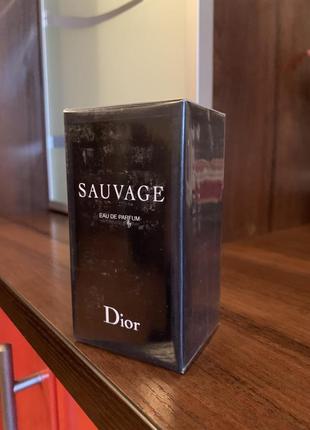 SAUVAGE
EAU DE PARFUM
Dior